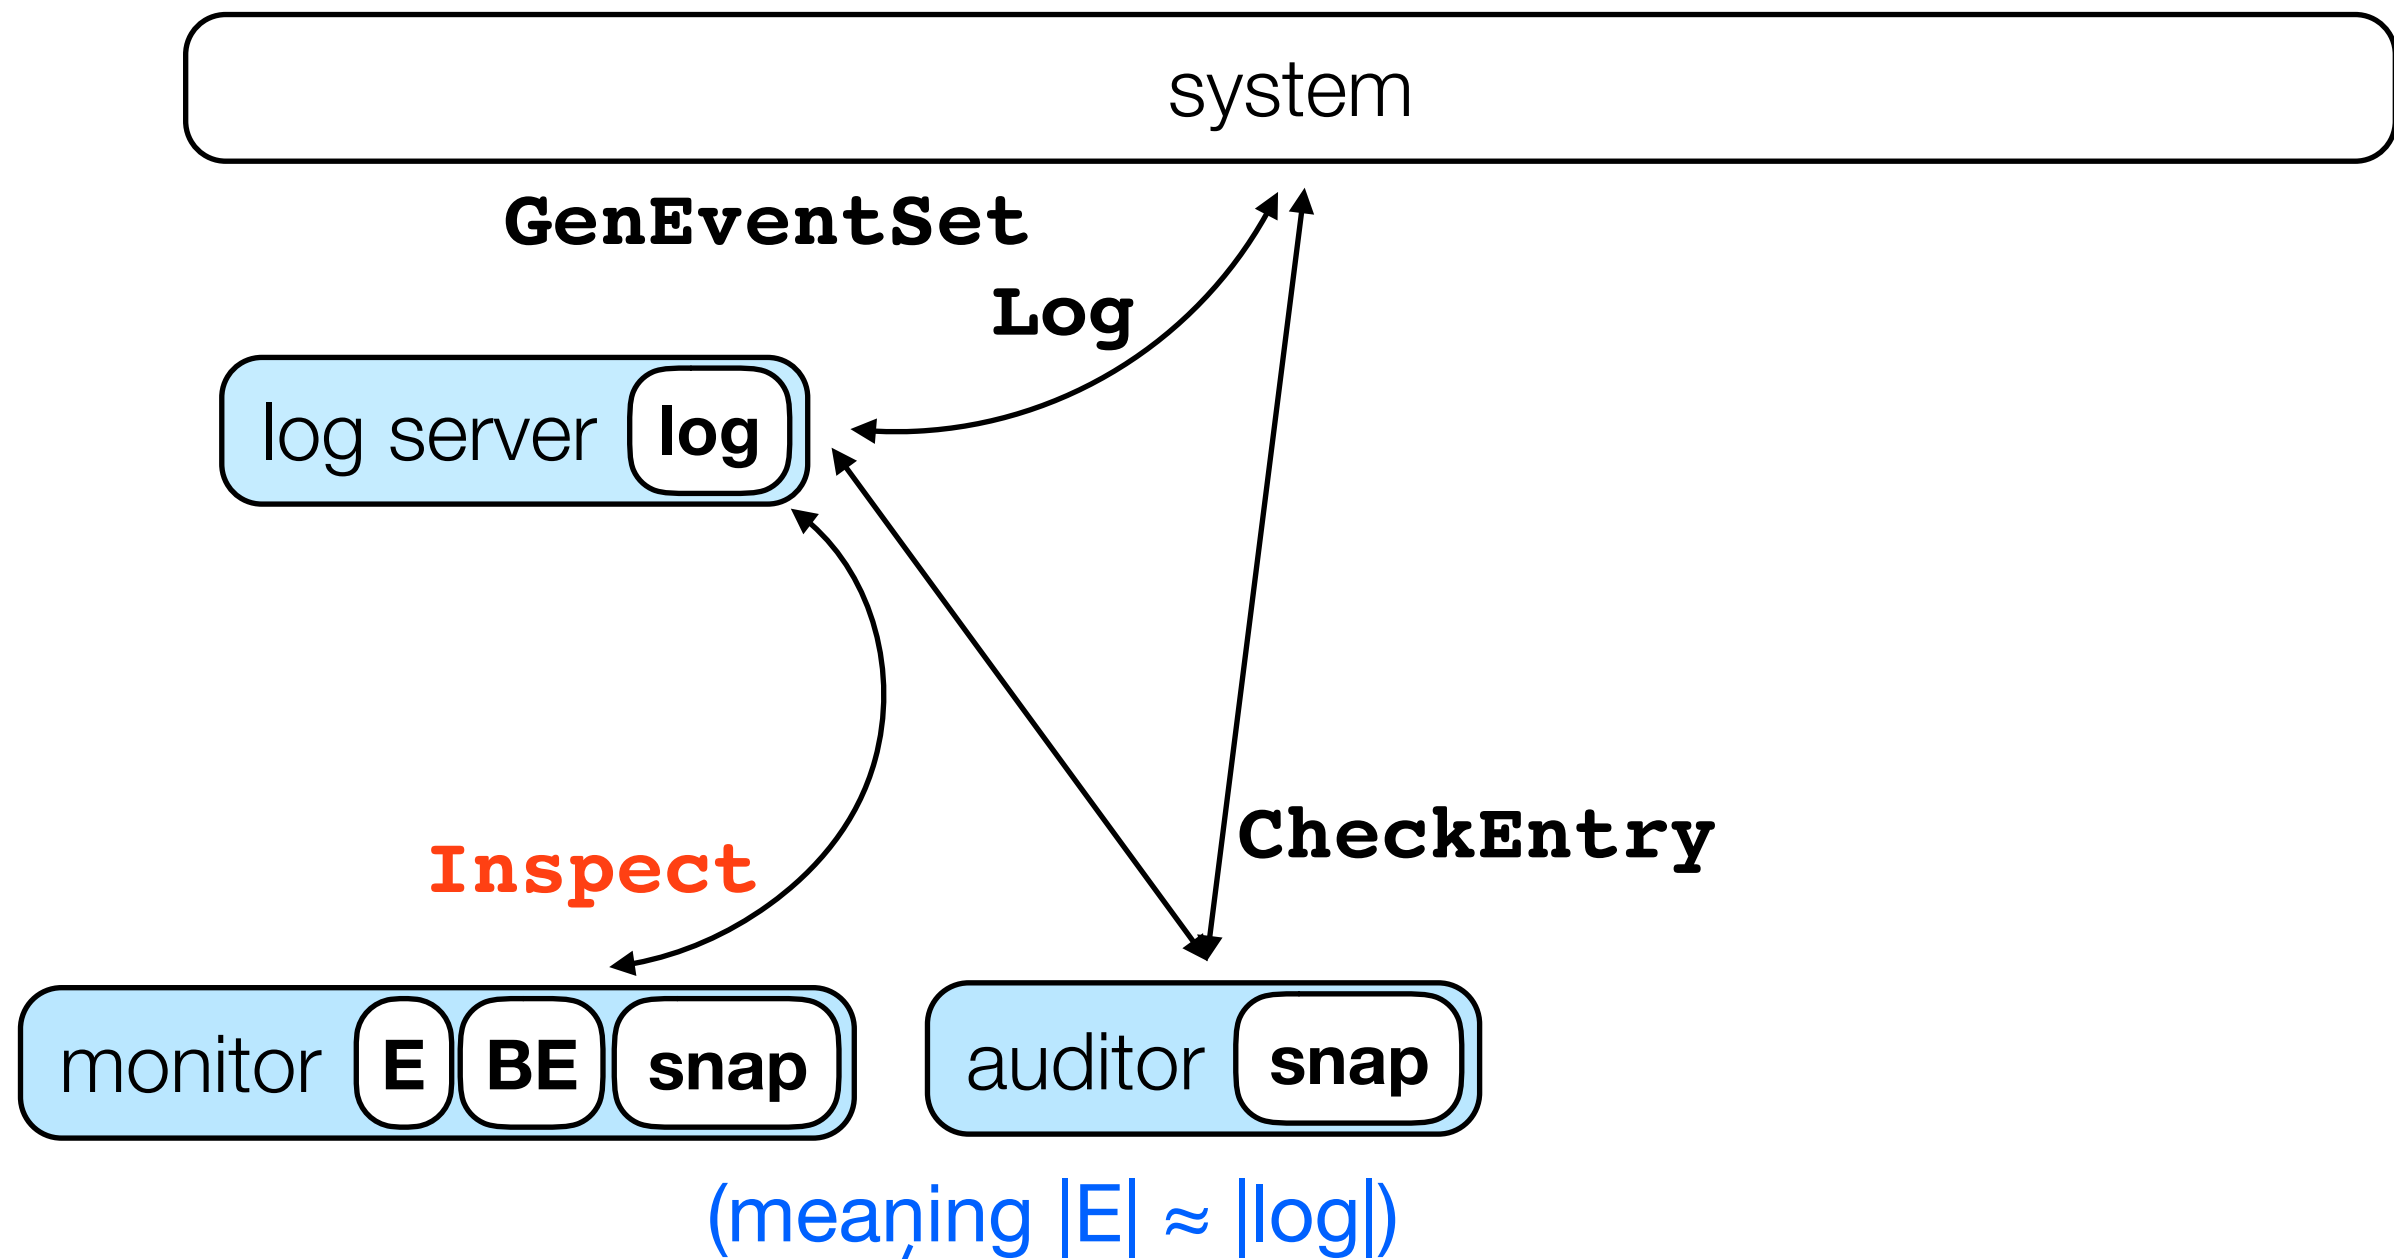 system
GenEventSet
Log
log server log
Inspect
CheckEntry
monitor E BE snap
auditor snap
(meaning |E| ≈ |log|)